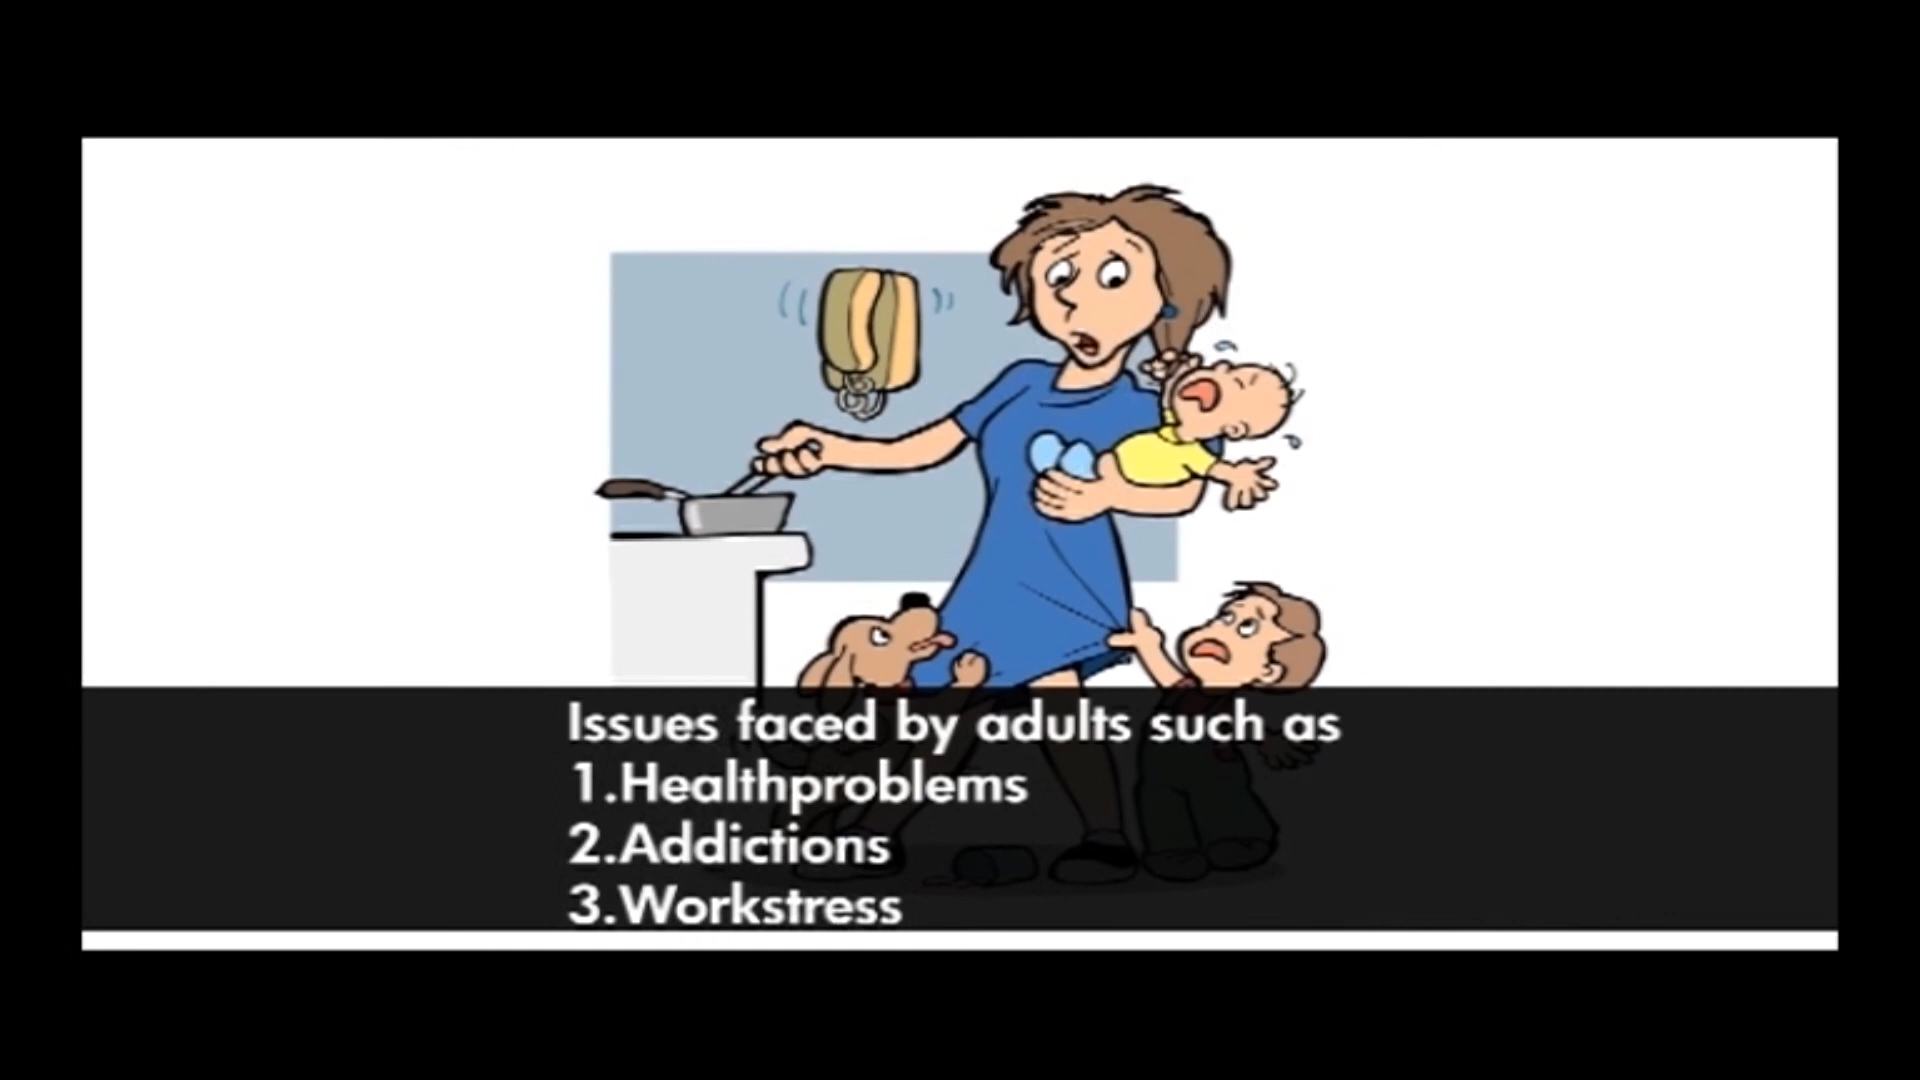 Issues faced by adults such as
1.Healthproblems
2.Addictions
3.Workstress